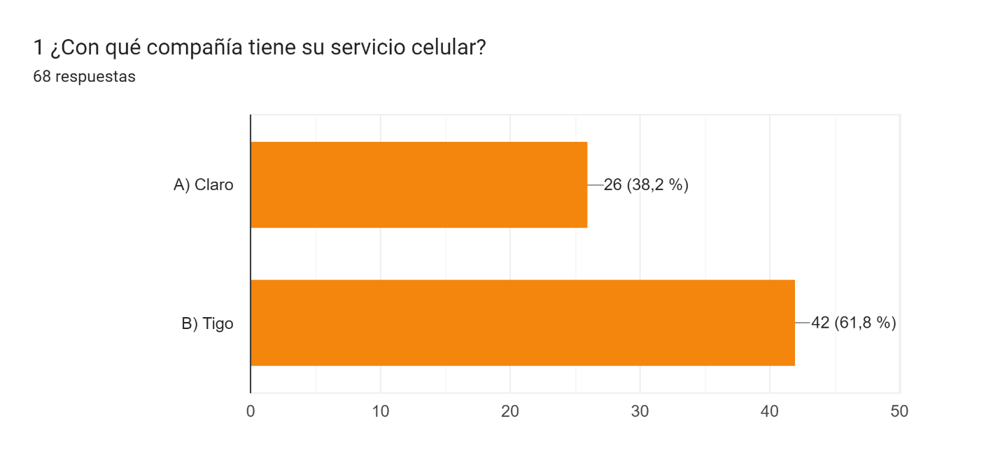 1 ¿Con qué compañía tiene su servicio celular?
68 respuestas
A) Claro
26 (38,2 %)
B) Tigo
42 (61,8 %)
0 10 20 30 40 50